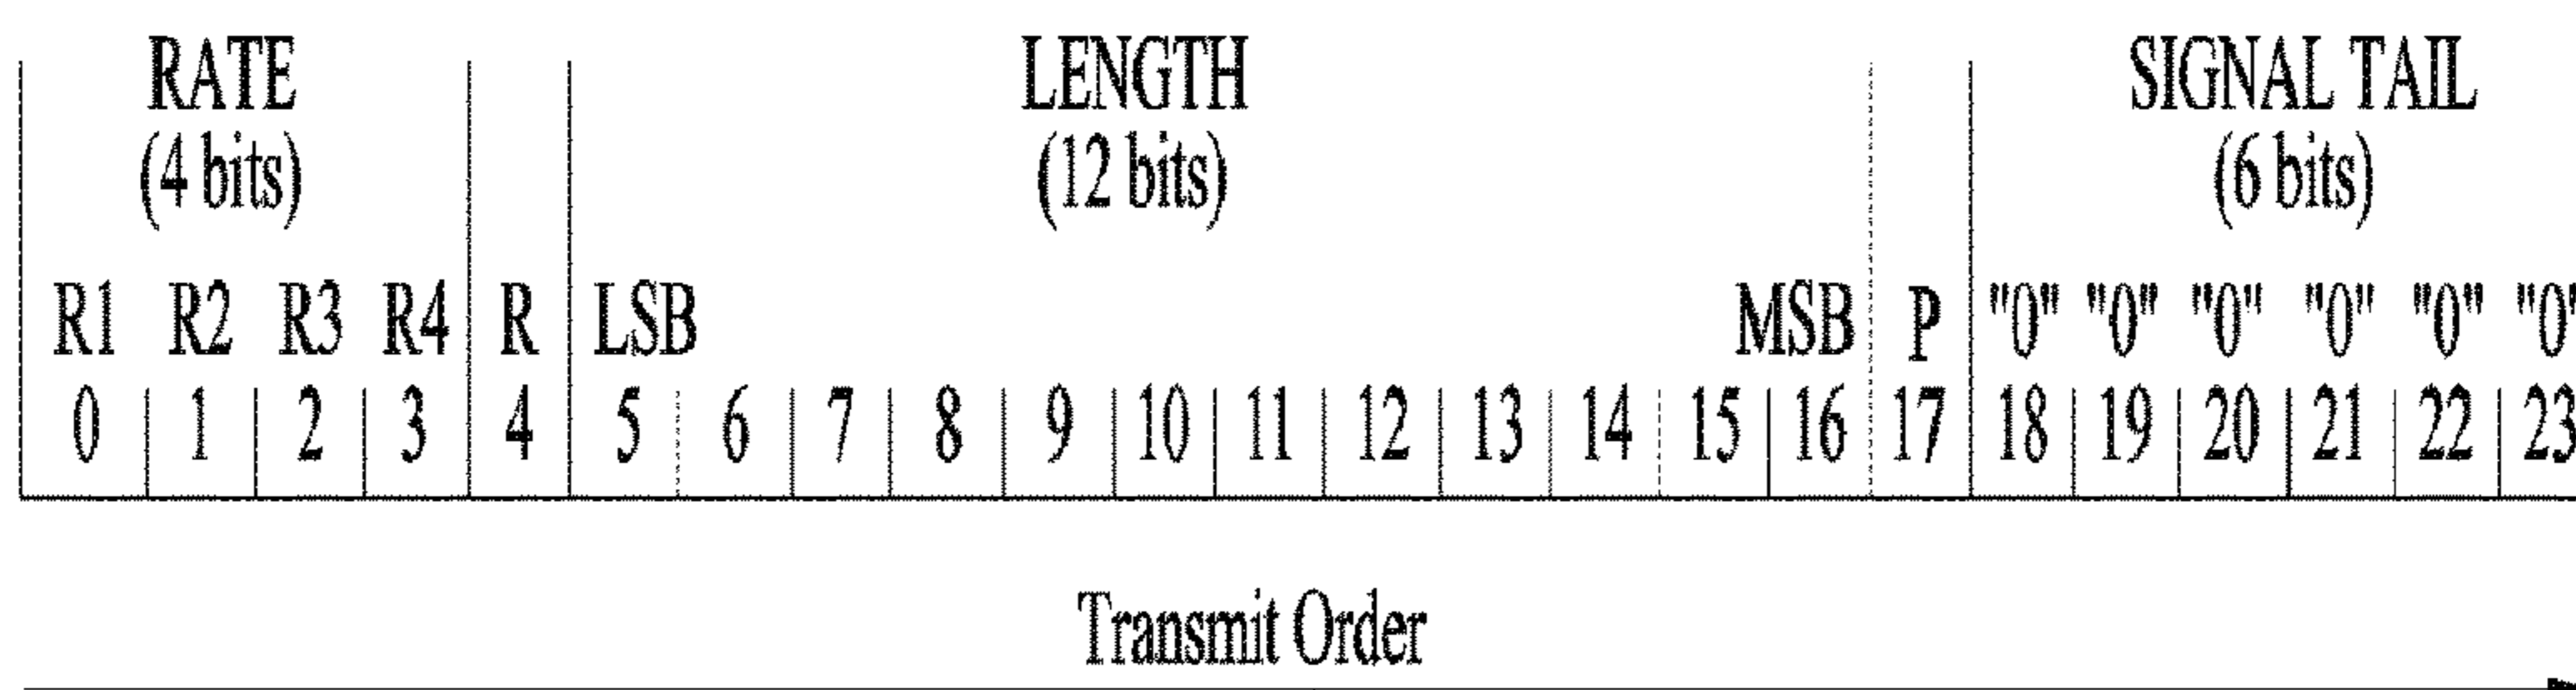 RATE LENGTH SIGNAL TAIL
(4 bits) (12 bits) (6 bits)
R1 R2 R3 R4 R LSB MSB P "0" "0" "0" "0" "0" "0"
0 1 2 3 4 5 6 7 8 9 10 11 12 13 14 15 16 17 18 19 20 21 22 23
Transmit Order